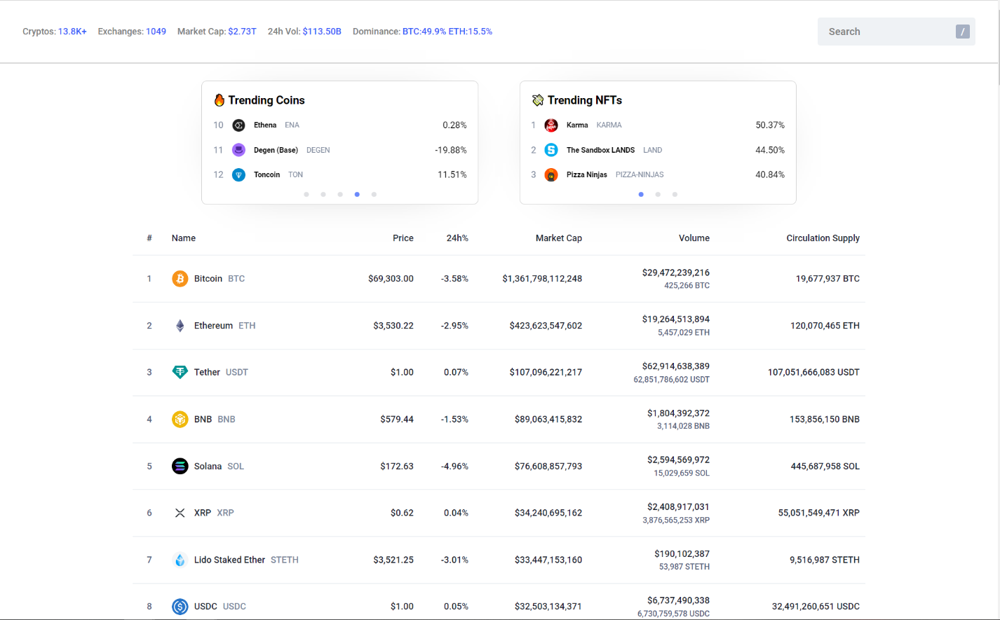 Cryptos: 13.8K+ Exchanges: 1049 Market Cap: $2.73T 24h Vol: $113.50B Dominance: BTC:49.9% ETH:15.5%
Search /
Trending Coins
10 Ethena ENA 0.28%
11 Degen (Base) DEGEN -19.88%
12 Toncoin TON 11.51%
Trending NFTs
1 Karma KARMA 50.37%
2 The Sandbox LANDS LAND 44.50%
3 Pizza Ninjas PIZZA-NINJAS 40.84%
# Name Price 24h% Market Cap Volume Circulation Supply
1 Bitcoin BTC $69,303.00 -3.58% $1,361,798,112,248 $29,472,239,216 19,677,937 BTC
425,266 BTC
2 Ethereum ETH $3,530.22 -2.95% $423,623,547,602 $19,264,513,894 120,070,465 ETH
5,457,029 ETH
3 Tether USDT $1.00 0.07% $107,096,221,217 $62,914,638,389 107,051,666,083 USDT
62,851,786,602 USDT
4 BNB BNB $579.44 -1.53% $89,063,415,832 $1,804,392,372 153,856,150 BNB
3,114,028 BNB
5 Solana SOL $172.63 -4.96% $76,608,857,793 $2,594,569,972 445,687,958 SOL
15,029,659 SOL
6 XRP XRP $0.62 0.04% $34,240,695,162 $2,408,917,031 55,051,549,471 XRP
3,876,565,253 XRP
7 Lido Staked Ether STETH $3,521.25 -3.01% $33,447,153,160 $190,102,387 9,516,987 STETH
53,987 STETH
8 USDC USDC $1.00 0.05% $32,503,134,371 $6,737,490,338 32,491,260,651 USDC
6,730,759,578 USDC